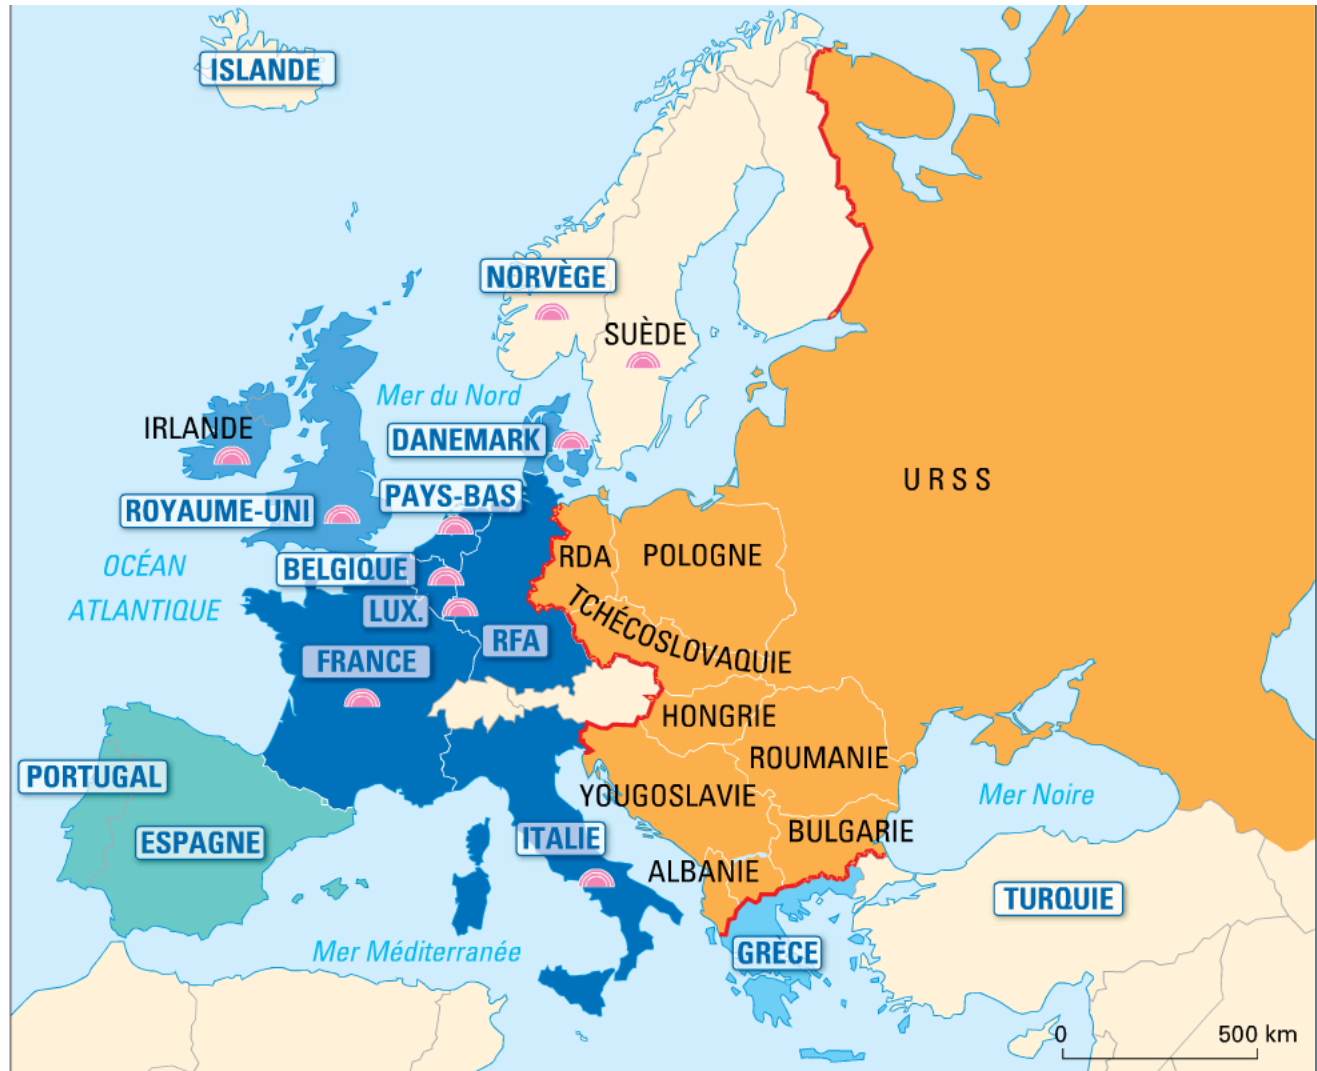 ISLANDE
NORVÈGE
SUÈDE
Mer du Nord
IRLANDE
DANEMARK
URSS
PAYS-BAS
ROYAUME-UNI
RDA
POLOGNE
OCÉAN
ATLANTIQUE
BELGIQUE
LUX.
TCHÉCOSLOVAQUIE
RFA
FRANCE
HONGRIE
ROUMANIE
PORTUGAL
YOUGOSLAVIE
Mer Noire
ESPAGNE
ITALIE
BULGARIE
ALBANIE
TURQUIE
Mer Méditerranée
GRÈCE
0 500 km